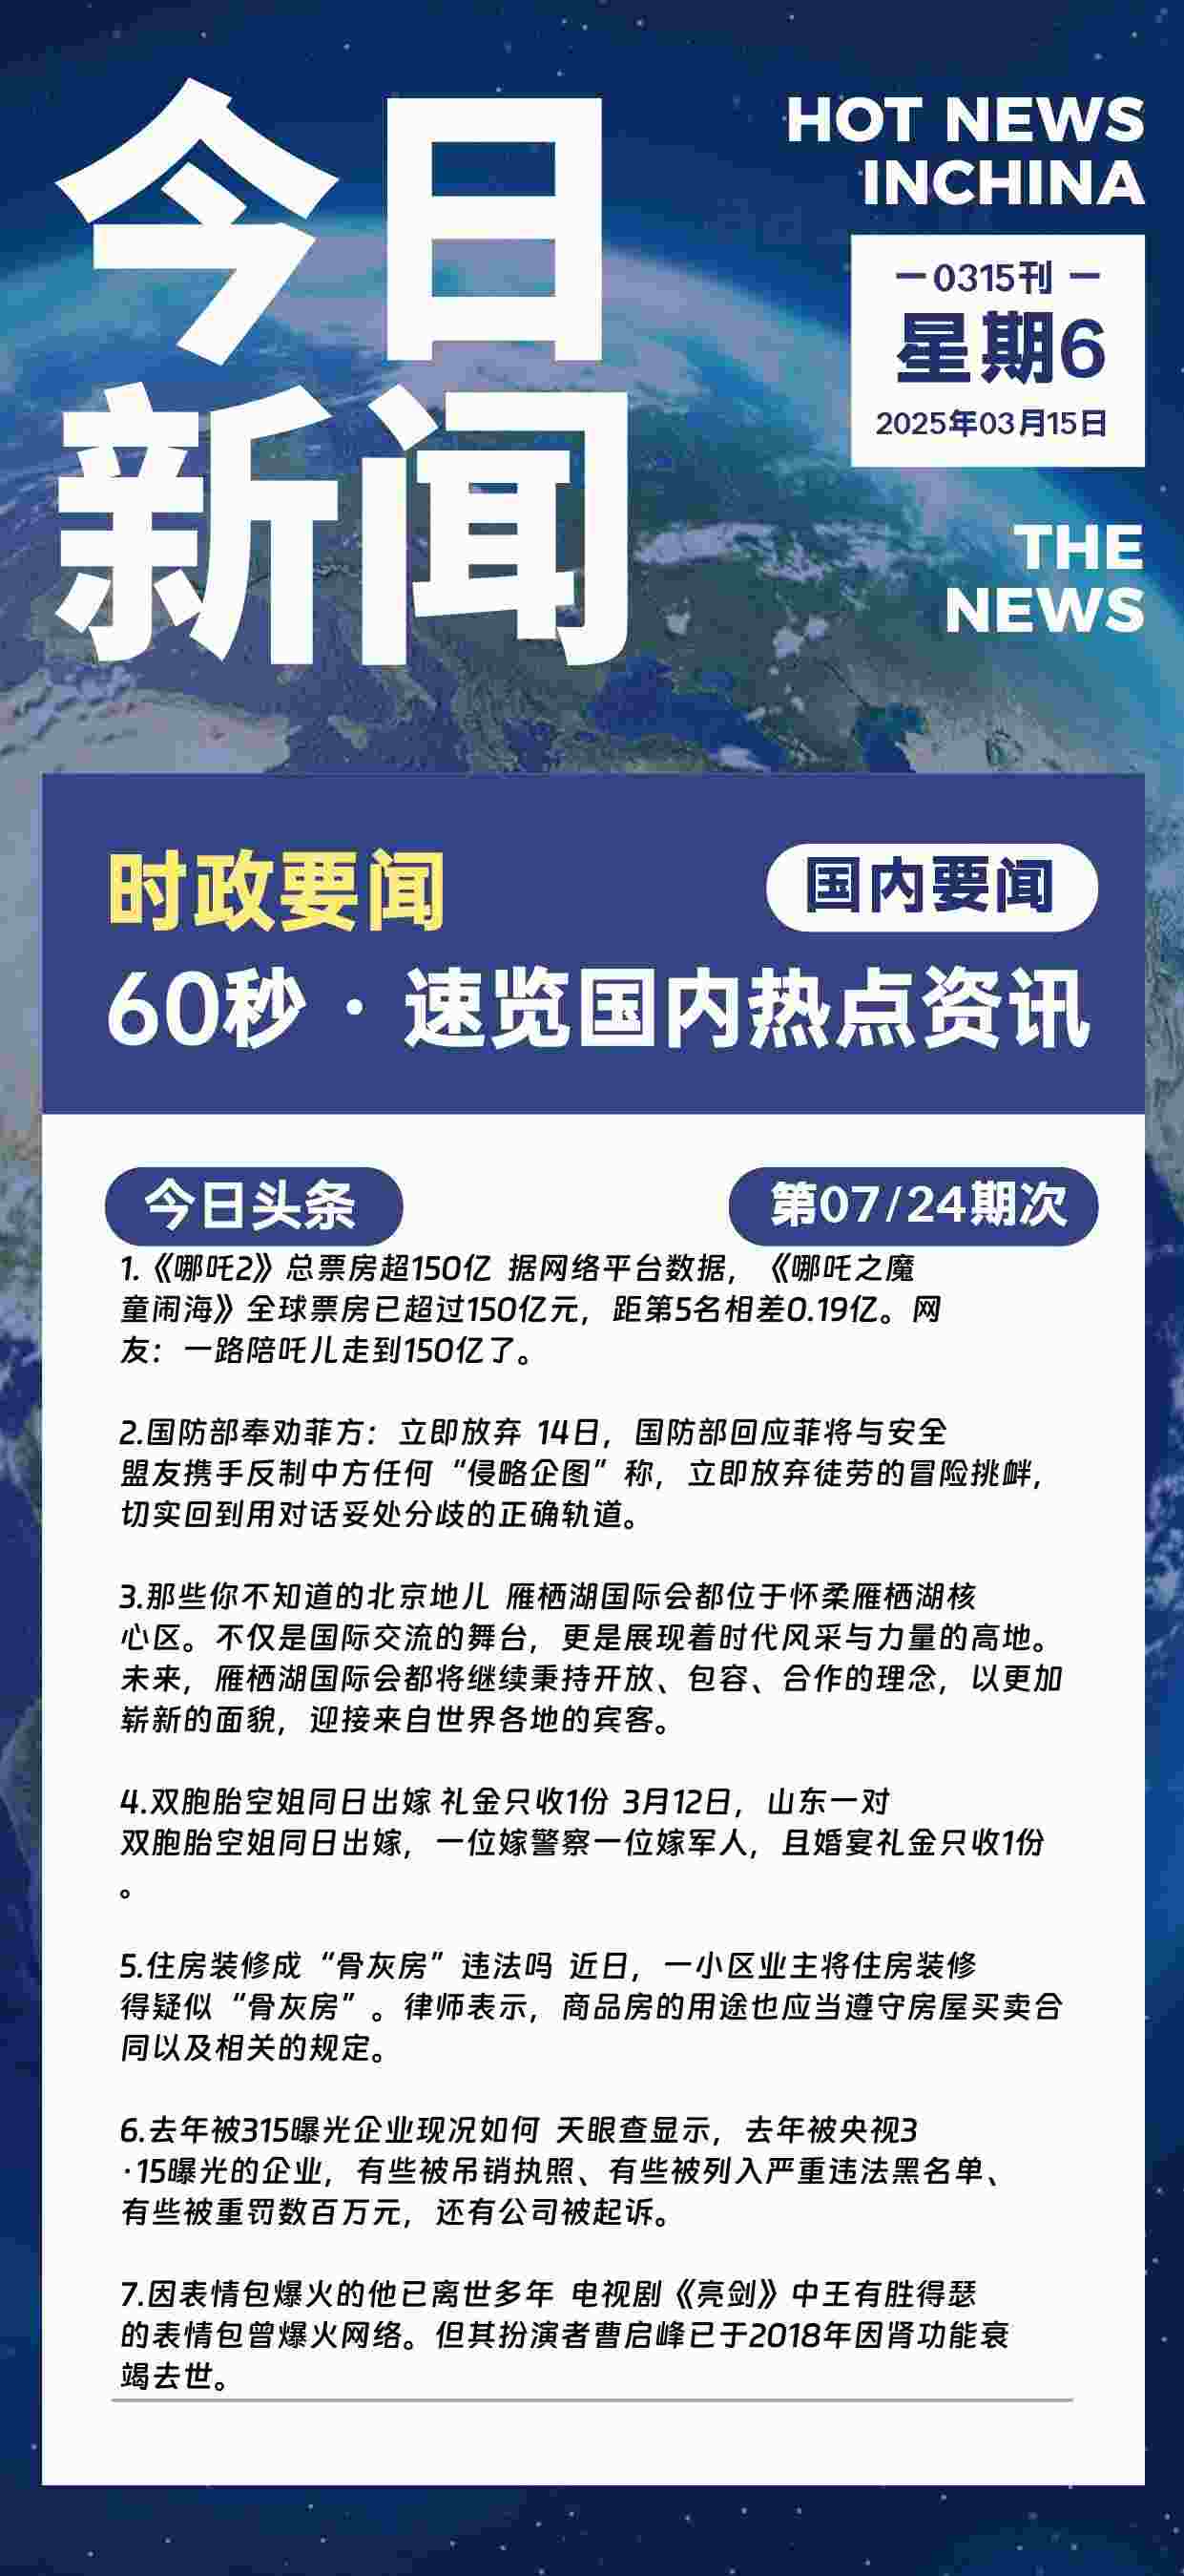 今日
新闻
HOT NEWS
INCHINA
一0315刊 一
星期6
2025年03月15日
THE
NEWS
时政要闻
国内要闻
60秒 · 速览国内热点资讯
今日头条
第07/24期次
1.《哪吒2》总票房超150亿 据网络平台数据，《哪吒之魔
童闹海》全球票房已超过150亿元，距第5名相差0.19亿。网
友：一路陪吒儿走到150亿了。
2.国防部奉劝菲方：立即放弃 14日，国防部回应菲将与安全
盟友携手反制中方任何“侵略企图”称，立即放弃徒劳的冒险挑衅，
切实回到用对话妥处分歧的正确轨道。
3.那些你不知道的北京地儿 雁栖湖国际会都位于怀柔雁栖湖核
心区。不仅是国际交流的舞台，更是展现着时代风采与力量的高地。
未来，雁栖湖国际会都将继续秉持开放、包容、合作的理念，以更加
崭新的面貌，迎接来自世界各地的宾客。
4.双胞胎空姐同日出嫁 礼金只收1份 3月12日，山东一对
双胞胎空姐同日出嫁，一位嫁警察一位嫁军人，且婚宴礼金只收1份
。
5.住房装修成“骨灰房”违法吗 近日，一小区业主将住房装修
得疑似“骨灰房”。律师表示，商品房的用途也应当遵守房屋买卖合
同以及相关的规定。
6.去年被315曝光企业现况如何 天眼查显示，去年被央视3
·15曝光的企业，有些被吊销执照、有些被列入严重违法黑名单、
有些被重罚数百万元，还有公司被起诉。
7.因表情包爆火的他已离世多年 电视剧《亮剑》中王有胜得瑟
的表情包曾爆火网络。但其扮演者曹启峰已于2018年因肾功能衰
竭去世。